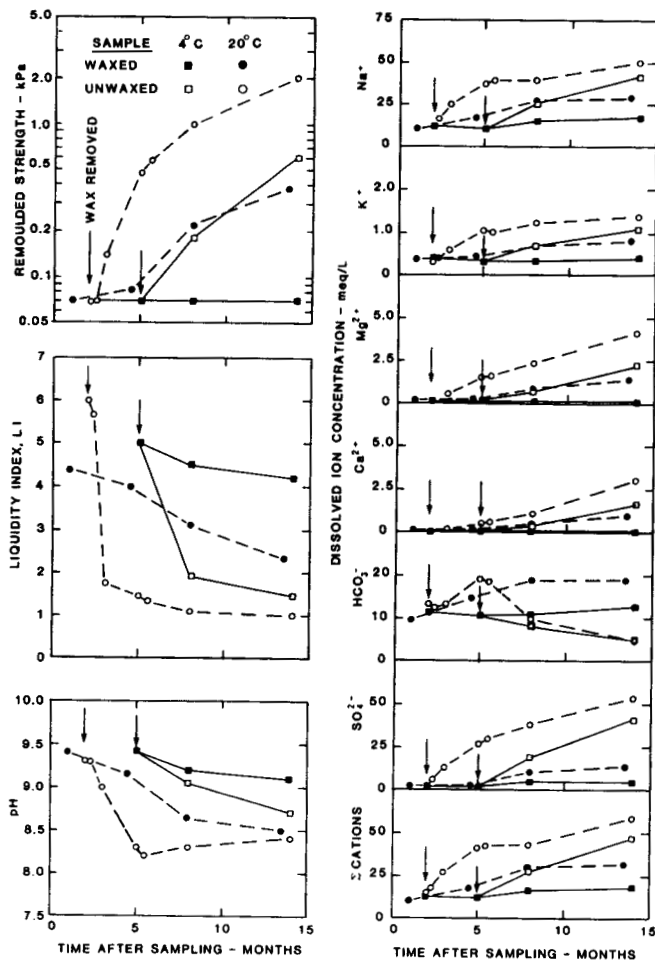 SAMPLE 4°C 20°C
WAXED
UNWAXED
WAX REMOVED
REMOULDED STRENGTH – kPa
5.0
2.0
1.0
0.5
0.1
0.05
0 5 10 15
LIQUIDITY INDEX, LI
7
6
5
4
3
2
1
0
pH
10.0
9.5
9.0
8.5
8.0
7.5
0 5 10 15
TIME AFTER SAMPLING – MONTHS
DISSOLVED ION CONCENTRATION – meq/L
Na⁺
75
50
25
0
K⁺
2.0
1.0
0
Mg²⁺
5.0
2.5
0
Ca²⁺
5.0
2.5
0
HCO₃⁻
20
10
0
SO₄²⁻
50
25
0
ΣCATIONS
50
25
0
0 5 10 15
TIME AFTER SAMPLING – MONTHS